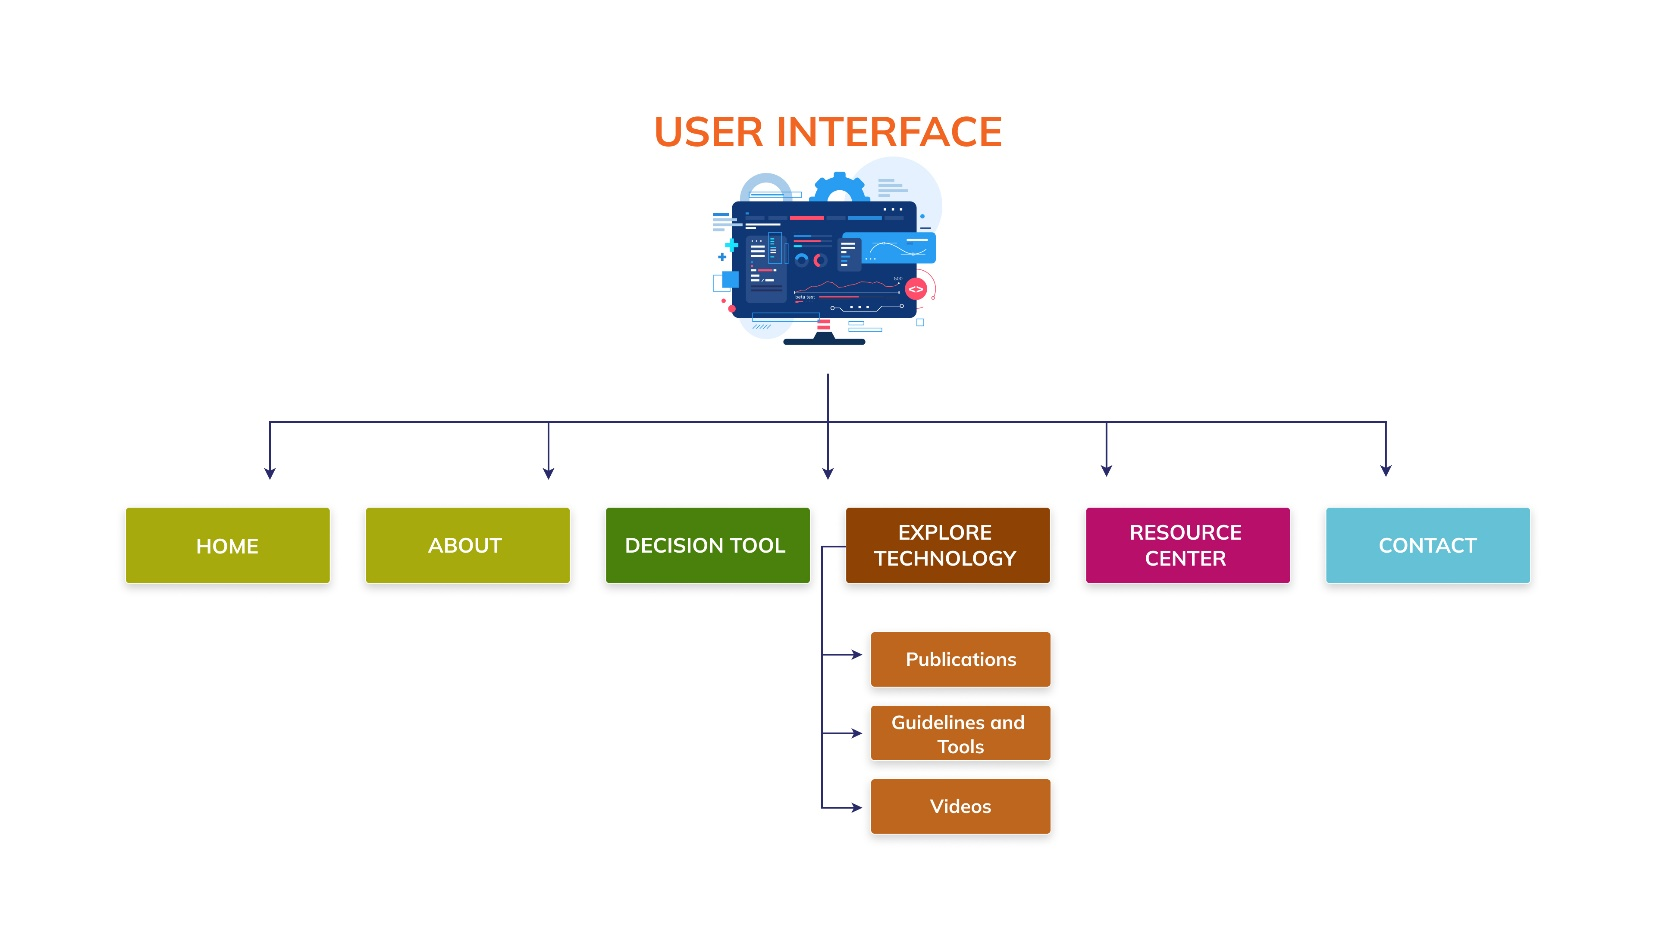 USER INTERFACE
<>
HOME
ABOUT
DECISION TOOL
EXPLORE
TECHNOLOGY
RESOURCE
CENTER
CONTACT
Publications
Guidelines and
Tools
Videos